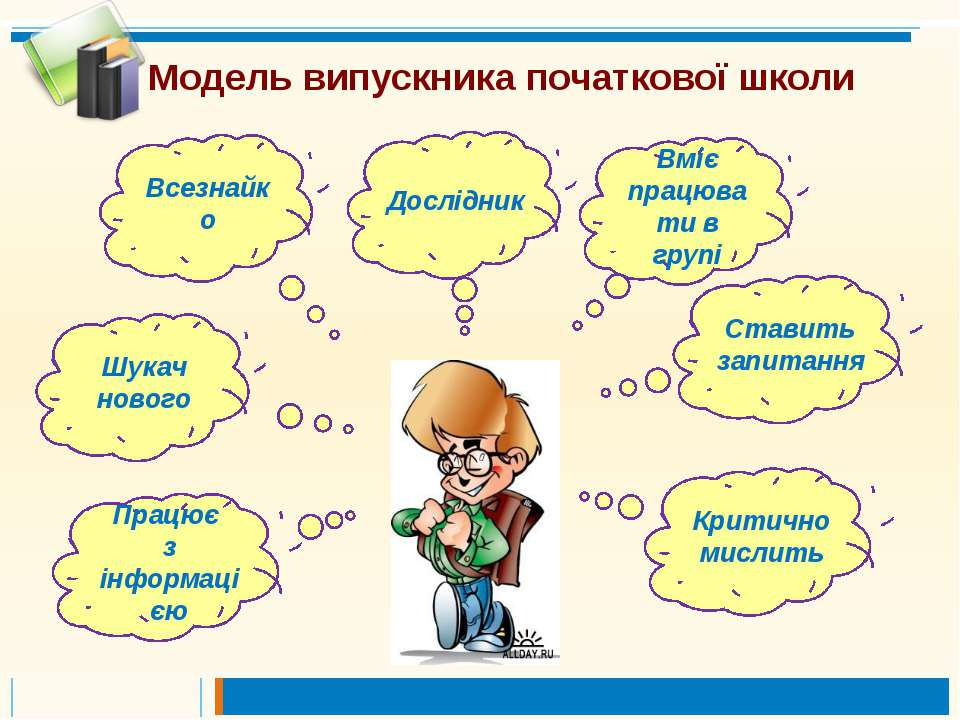 Модель випускника початкової школи
Всезнайк
о
Дослідник
Вміє
працюва
ти в
групі
Шукач
нового
Ставить
запитання
Працює
з
інформаці
єю
Критично
мислить
ALLDAY.RU